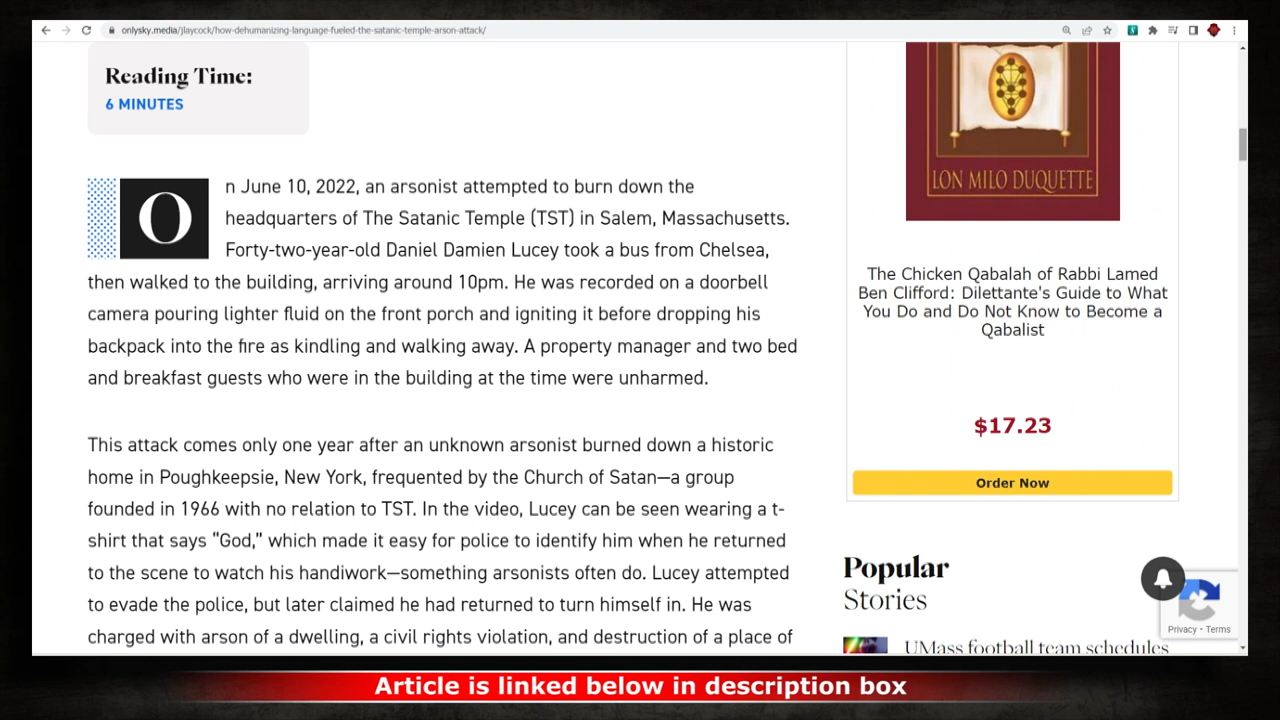 onlysky.media/jlaycock/how-dehumanizing-language-fueled-the-satanic-temple-arson-attack/
Reading Time:
6 MINUTES
On June 10, 2022, an arsonist attempted to burn down the
headquarters of The Satanic Temple (TST) in Salem, Massachusetts.
Forty-two-year-old Daniel Damien Lucey took a bus from Chelsea,
then walked to the building, arriving around 10pm. He was recorded on a doorbell
camera pouring lighter fluid on the front porch and igniting it before dropping his
backpack into the fire as kindling and walking away. A property manager and two bed
and breakfast guests who were in the building at the time were unharmed.
This attack comes only one year after an unknown arsonist burned down a historic
home in Poughkeepsie, New York, frequented by the Church of Satan—a group
founded in 1966 with no relation to TST. In the video, Lucey can be seen wearing a t-
shirt that says “God,” which made it easy for police to identify him when he returned
to the scene to watch his handiwork—something arsonists often do. Lucey attempted
to evade the police, but later claimed he had returned to turn himself in. He was
charged with arson of a dwelling, a civil rights violation, and destruction of a place of
LON MILO DUQUETTE
The Chicken Qabalah of Rabbi Lamed
Ben Clifford: Dilettante's Guide to What
You Do and Do Not Know to Become a
Qabalist
$17.23
Order Now
Popular
Stories
UMass football team schedules
Privacy - Terms
Article is linked below in description box